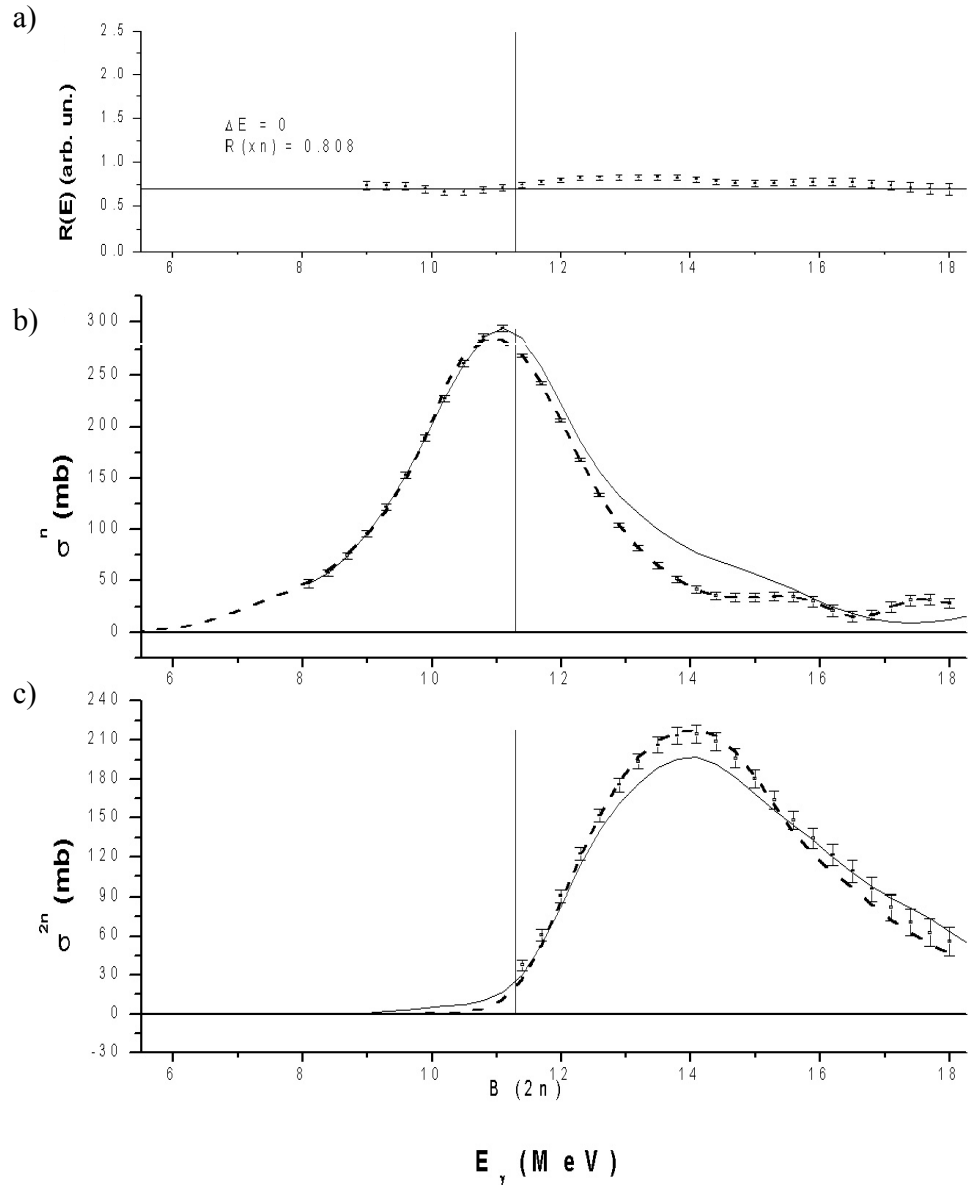 a)
2.5
2.0
1.5
1.0
0.5
0.0
R(E) (arb. un.)
ΔE = 0
R(xn) = 0.808
6 8 10 12 14 16 18
b)
300
250
200
150
100
50
0
σⁿ (mb)
6 8 10 12 14 16 18
c)
240
210
180
150
120
90
60
30
0
-30
σ²ⁿ (mb)
6 8 10 12 14 16 18
B (2n)
E_γ (MeV)